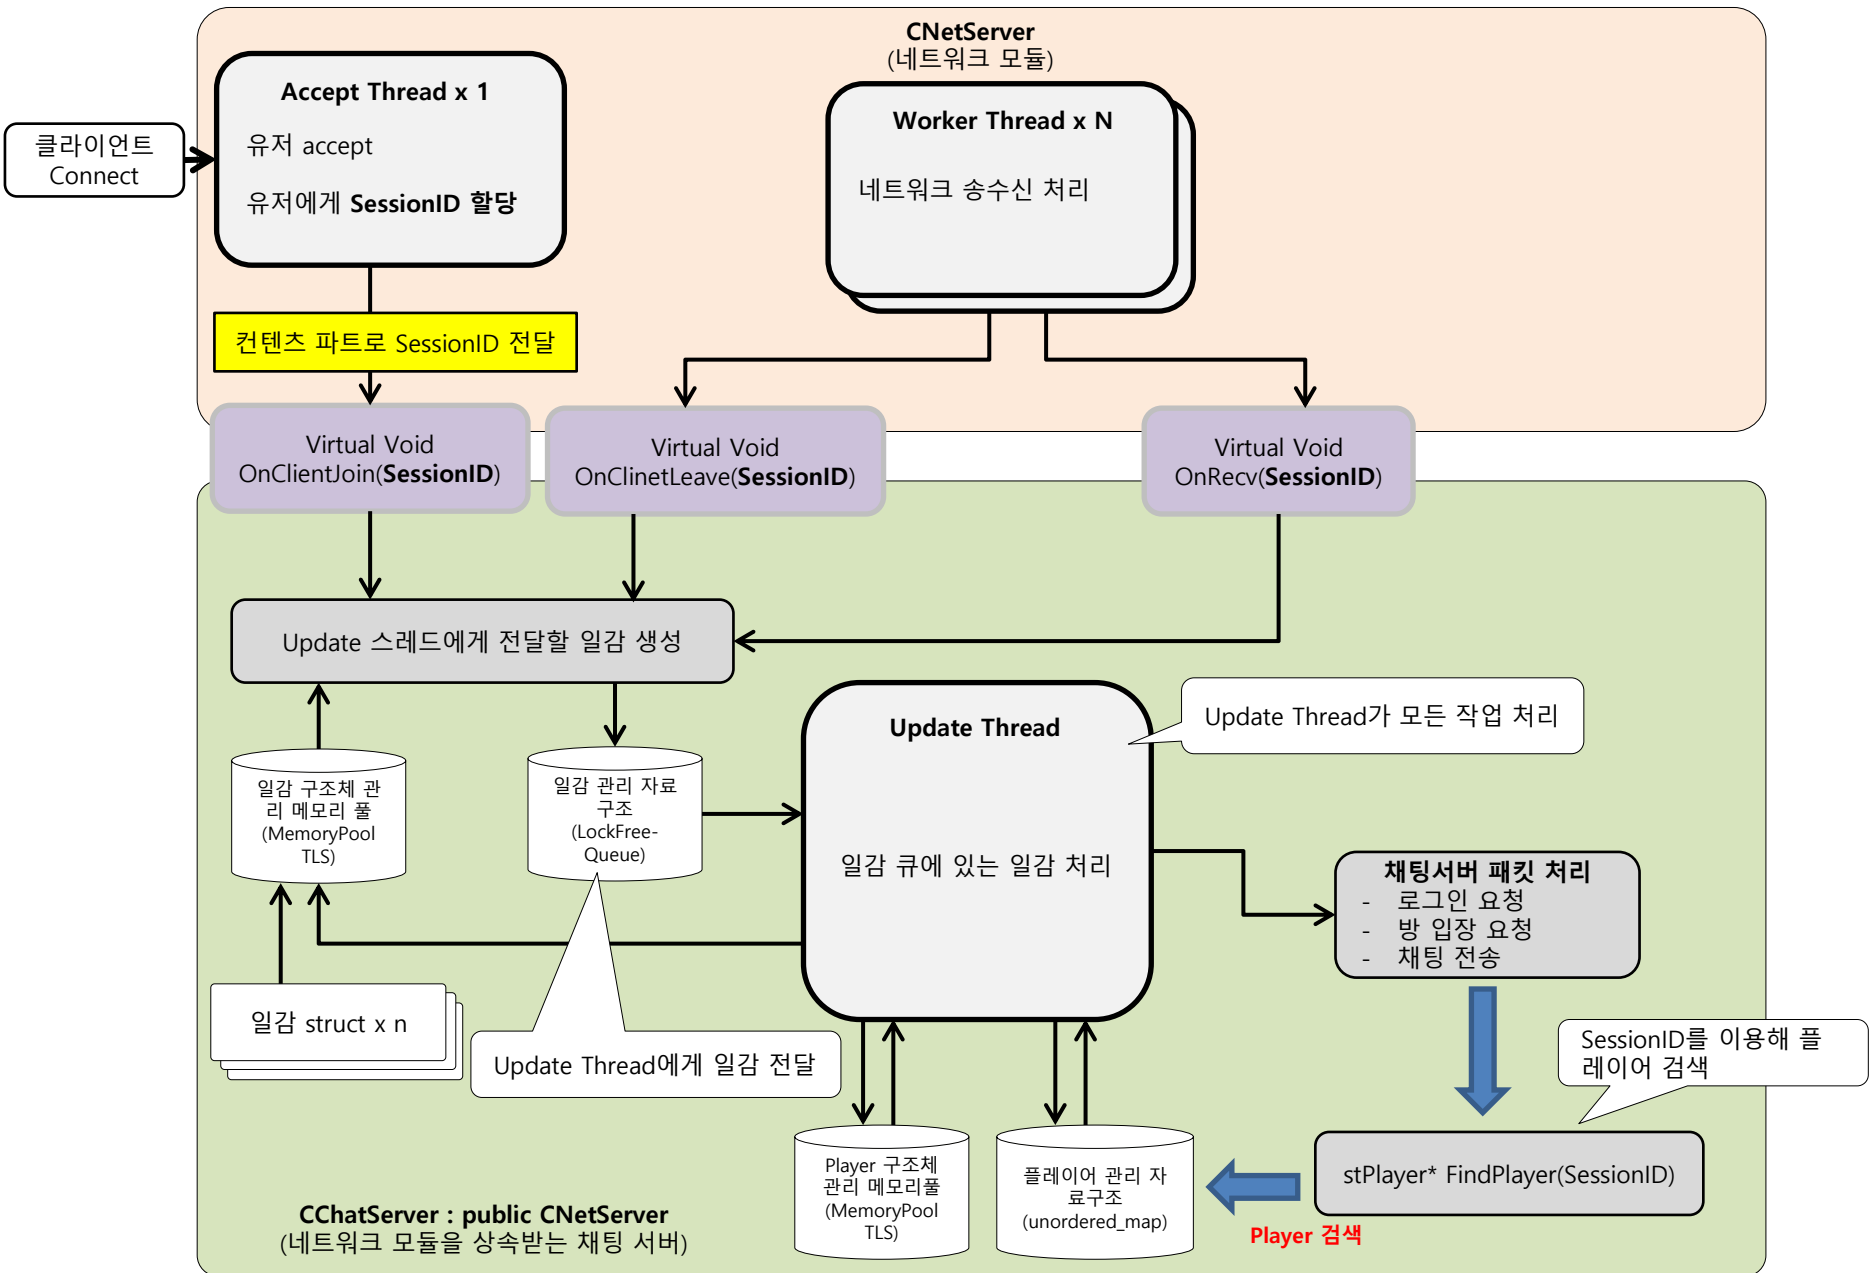 CNetServer
(네트워크 모듈)
Accept Thread x 1
유저 accept
유저에게 SessionID 할당
클라이언트
Connect
Worker Thread x N
네트워크 송수신 처리
컨텐츠 파트로 SessionID 전달
Virtual Void
OnClientJoin(SessionID)
Virtual Void
OnClinetLeave(SessionID)
Virtual Void
OnRecv(SessionID)
Update 스레드에게 전달할 일감 생성
Update Thread
일감 큐에 있는 일감 처리
Update Thread가 모든 작업 처리
일감 구조체 관
리 메모리 풀
(MemoryPool
TLS)
일감 관리 자료
구조
(LockFree-
Queue)
채팅서버 패킷 처리
- 로그인 요청
- 방 입장 요청
- 채팅 전송
일감 struct x n
Update Thread에게 일감 전달
SessionID를 이용해 플
레이어 검색
Player 구조체
관리 메모리풀
(MemoryPool
TLS)
플레이어 관리 자
료구조
(unordered_map)
stPlayer* FindPlayer(SessionID)
Player 검색
CChatServer : public CNetServer
(네트워크 모듈을 상속받는 채팅 서버)